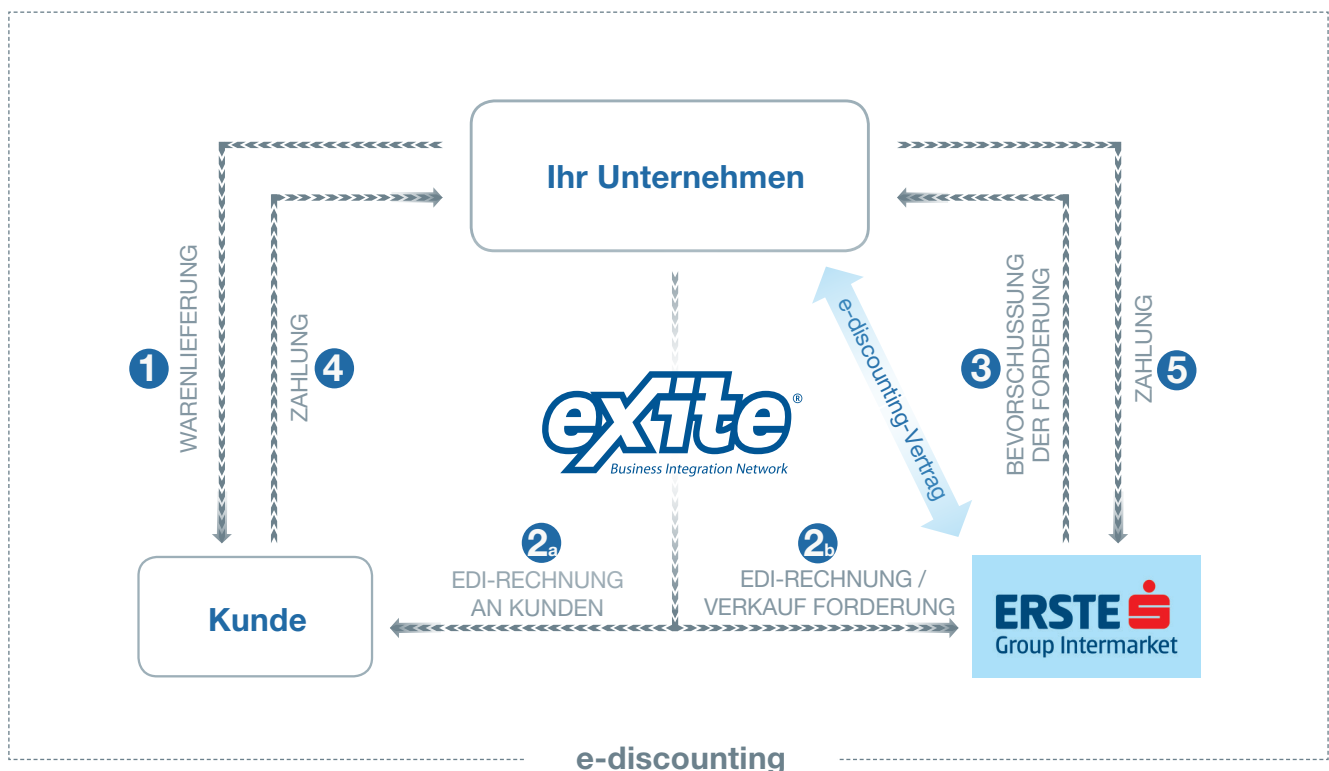 Ihr Unternehmen
1
WARENLIEFERUNG
4
ZAHLUNG
exite®
Business Integration Network
e-discounting-Vertrag
3
BEVORSCHUSSUNG
DER FORDERUNG
5
ZAHLUNG
2a
EDI-RECHNUNG
AN KUNDEN
2b
EDI-RECHNUNG /
VERKAUF FORDERUNG
Kunde
ERSTE
Group Intermarket
e-discounting